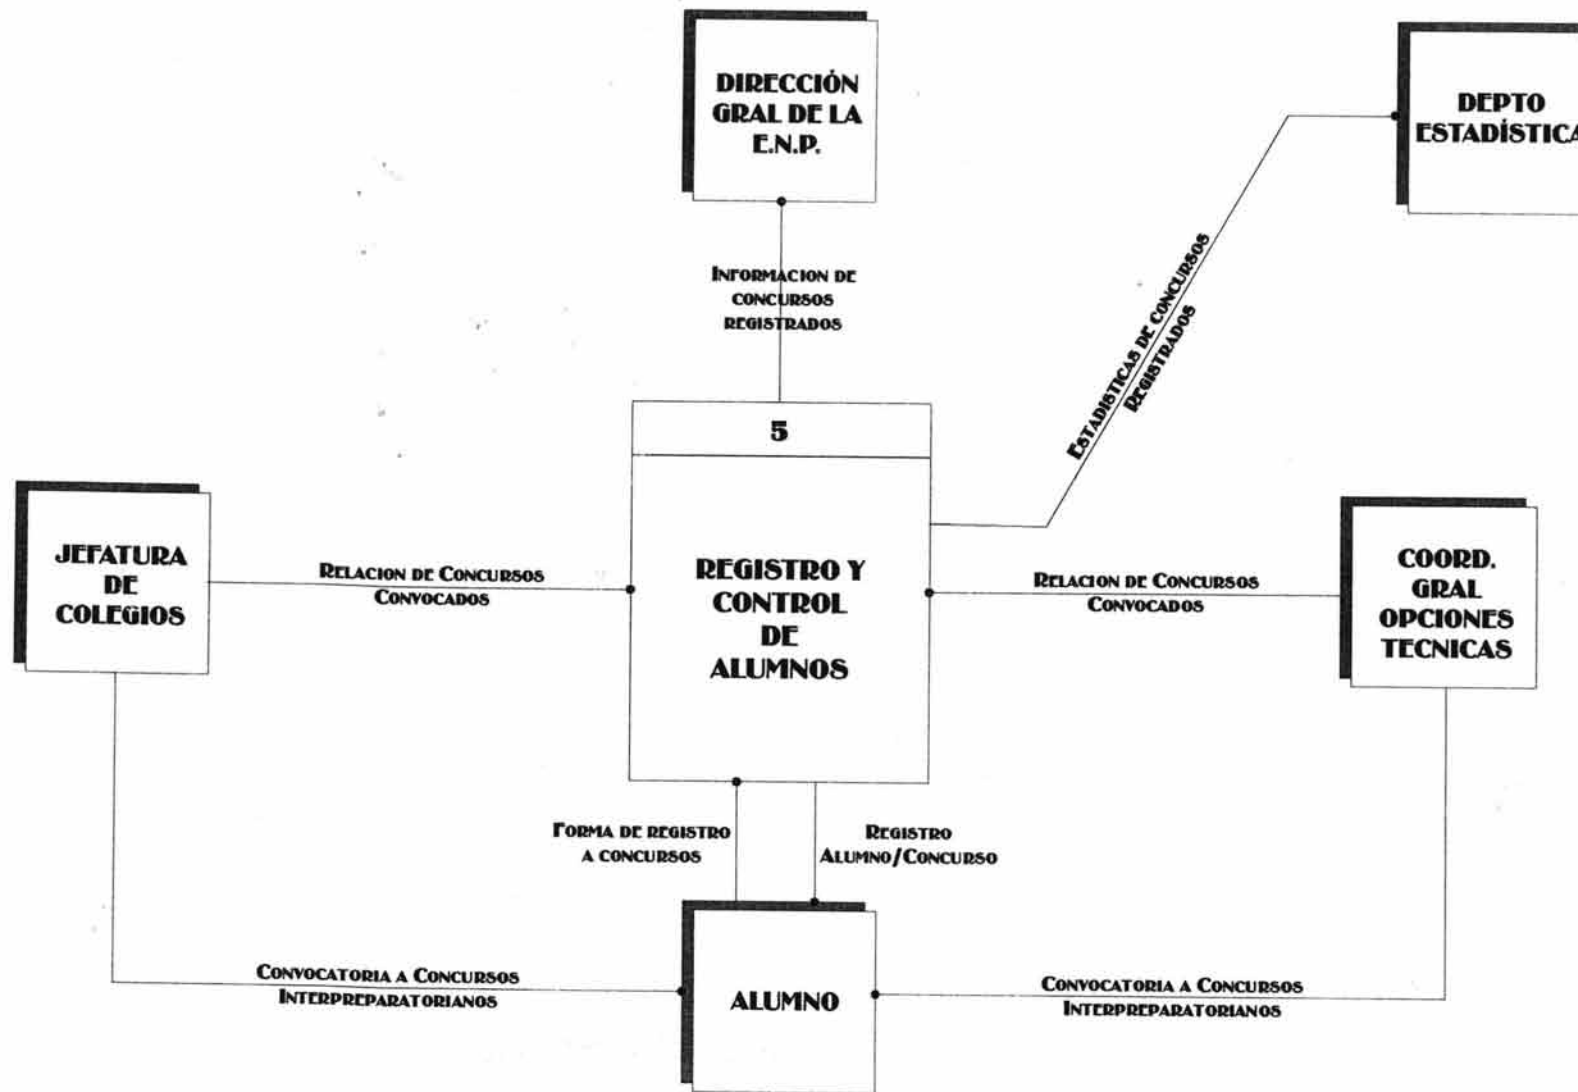 DIRECCIÓN
GRAL DE LA
E.N.P.
DEPTO
ESTADÍSTICA
INFORMACION DE
CONCURSOS
REGISTRADOS
ESTADISTICAS DE CONCURSOS
REGISTRADOS
5
REGISTRO Y
CONTROL
DE
ALUMNOS
JEFATURA
DE
COLEGIOS
RELACION DE CONCURSOS
CONVOCADOS
RELACION DE CONCURSOS
CONVOCADOS
COORD.
GRAL
OPCIONES
TECNICAS
FORMA DE REGISTRO
A CONCURSOS
REGISTRO
ALUMNO/CONCURSO
CONVOCATORIA A CONCURSOS
INTERPREPARATORIANOS
ALUMNO
CONVOCATORIA A CONCURSOS
INTERPREPARATORIANOS